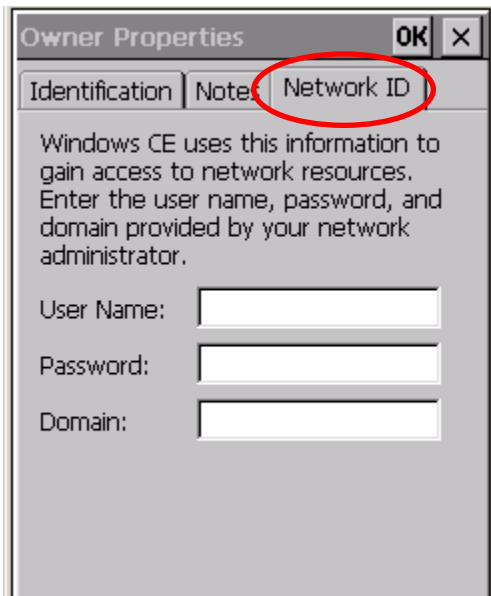 Owner Properties OK ×
Identification Notes Network ID
Windows CE uses this information to
gain access to network resources.
Enter the user name, password, and
domain provided by your network
administrator.
User Name:
Password:
Domain: